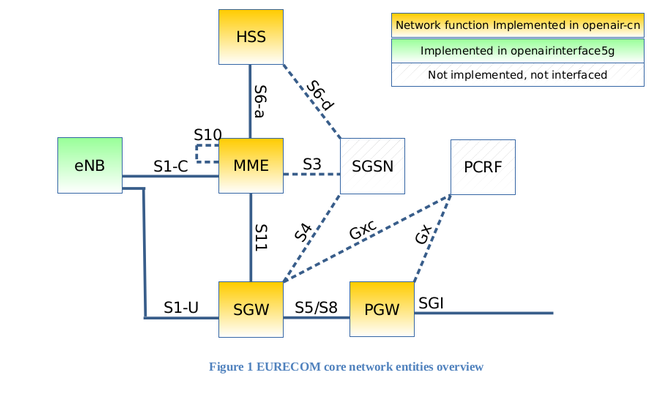 HSS
Network function Implemented in openair-cn
Implemented in openairinterface5g
Not implemented, not interfaced
S6-a
S6-d
S10
eNB
S1-C
MME
S3
SGSN
PCRF
S11
S4
Gxc
Gx
S1-U
SGW
S5/S8
PGW
SGI
Figure 1 EURECOM core network entities overview